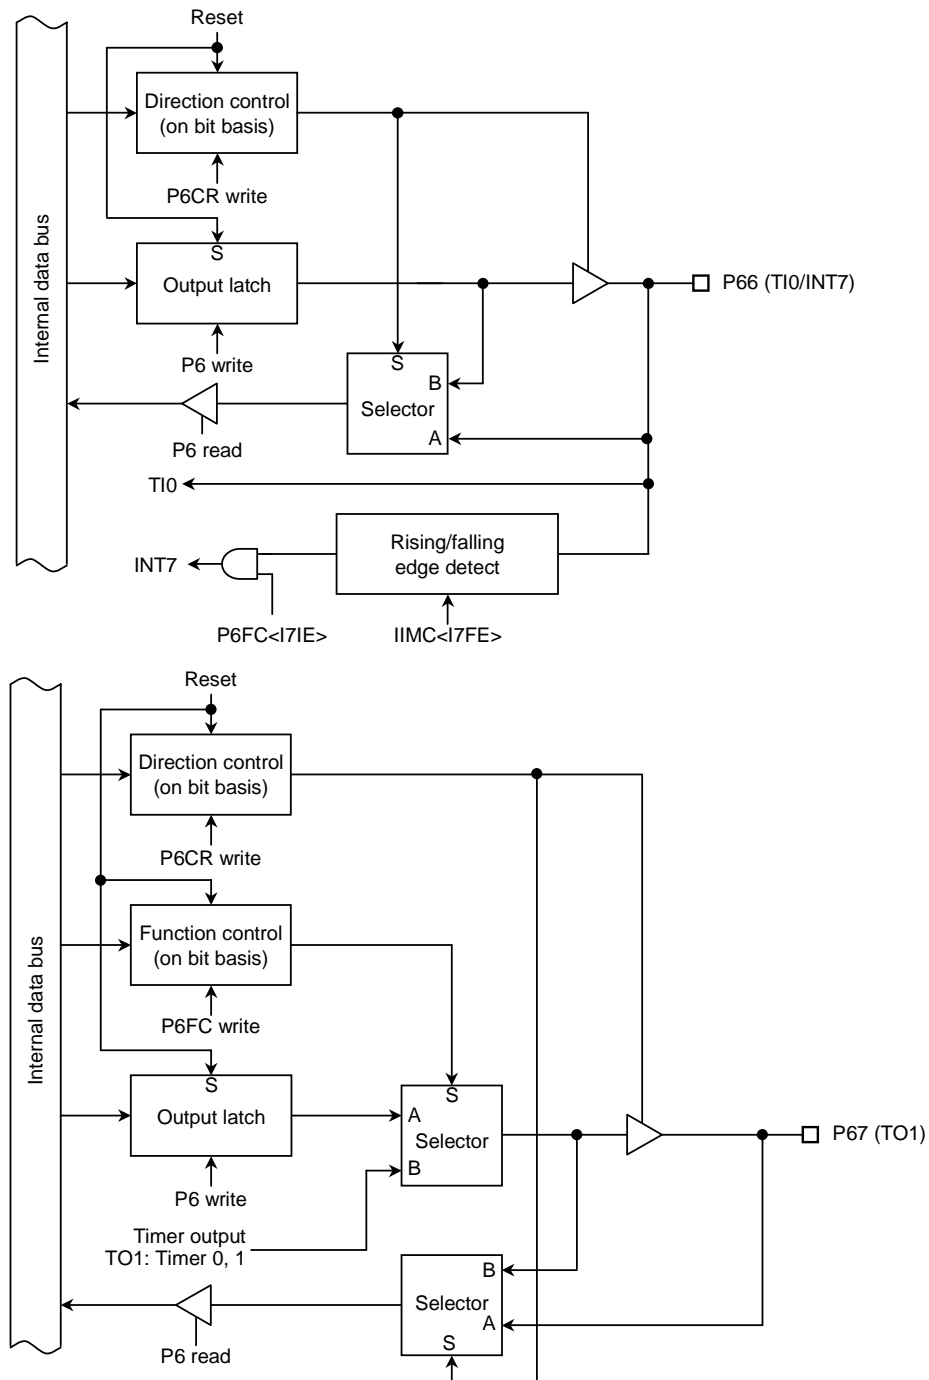 Reset
Direction control
(on bit basis)
P6CR write
Internal data bus
S
Output latch
P66 (TI0/INT7)
P6 write
S
B
Selector
A
P6 read
TI0
Rising/falling
edge detect
INT7
P6FC<I7IE>
IIMC<I7FE>
Reset
Direction control
(on bit basis)
P6CR write
Function control
(on bit basis)
P6FC write
Internal data bus
S
Output latch
S
A
Selector
B
P67 (TO1)
P6 write
Timer output
TO1: Timer 0, 1
B
Selector
A
S
P6 read